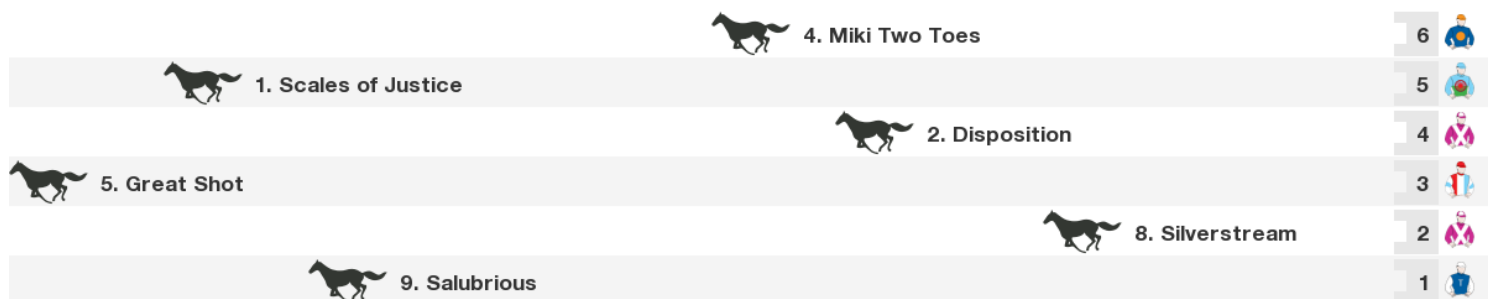 4. Miki Two Toes 6
1. Scales of Justice 5
2. Disposition 4
5. Great Shot 3
8. Silverstream 2
9. Salubrious 1 T